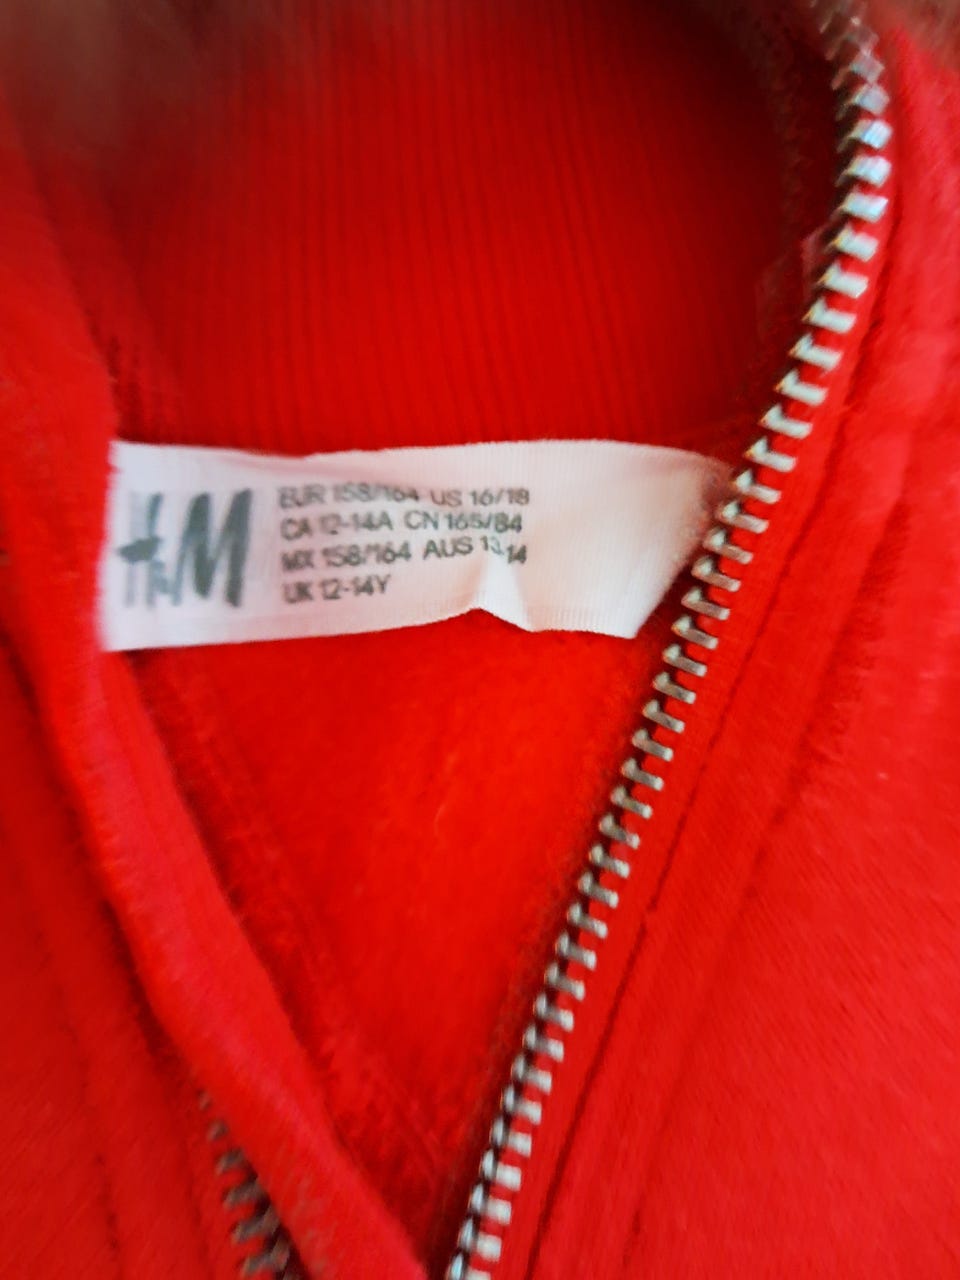 H&M
EUR 158/164 US 16/18
CA 12-14A CN 165/84
MX 158/164 AUS 13-14
UK 12-14Y